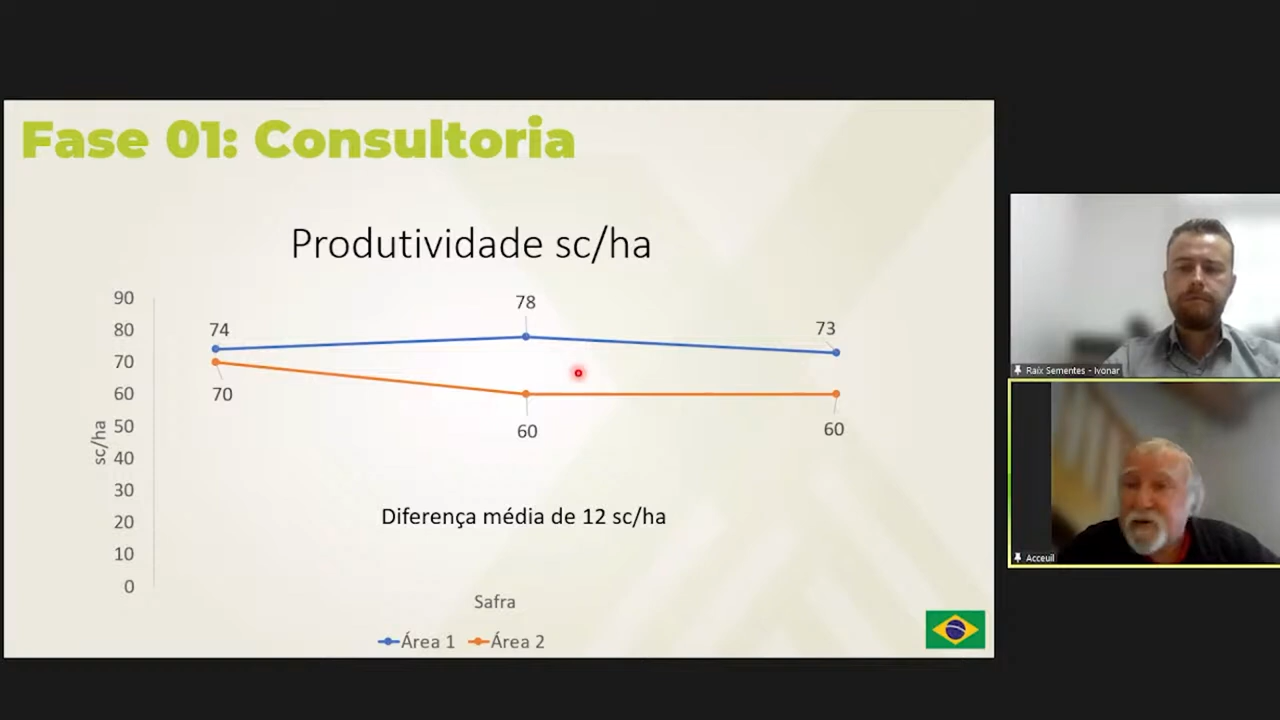 Fase 01: Consultoria
Produtividade sc/ha
90
80
70
60
50
40
30
20
10
0
sc/ha
74
78
73
70
60
60
Diferença média de 12 sc/ha
Safra
Área 1
Área 2
Raíx Sementes - Ivonar
Acceuil